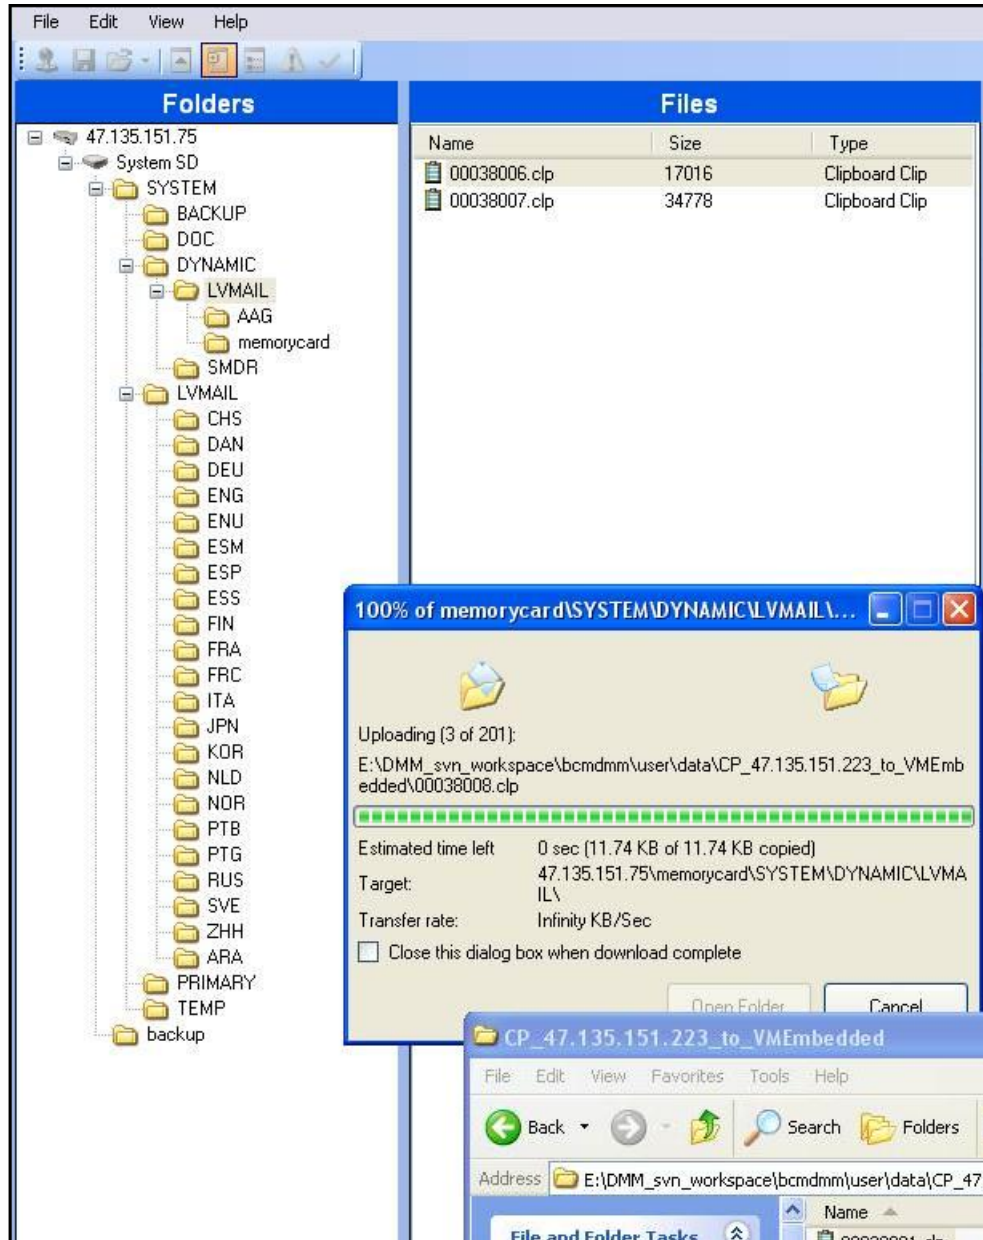 File Edit View Help
Folders
47.135.151.75
System SD
SYSTEM
BACKUP
DOC
DYNAMIC
LVMAIL
AAG
memorycard
SMDR
LVMAIL
CHS
DAN
DEU
ENG
ENU
ESM
ESP
ESS
FIN
FRA
FRC
ITA
JPN
KOR
NLD
NOR
PTB
PTG
RUS
SVE
ZHH
ARA
PRIMARY
TEMP
backup
Files
Name Size Type
00038006.clp 17016 Clipboard Clip
00038007.clp 34778 Clipboard Clip
100% of memorycard\SYSTEM\DYNAMIC\LVMAIL\...
Uploading (3 of 201):
E:\DMM_svn_workspace\bcmdmm\user\data\CP_47.135.151.223_to_VMEmb
edded\00038008.clp
Estimated time left 0 sec (11.74 KB of 11.74 KB copied)
Target: 47.135.151.75\memorycard\SYSTEM\DYNAMIC\LVMA
IL\
Transfer rate: Infinity KB/Sec
Close this dialog box when download complete
Open Folder Cancel
CP_47.135.151.223_to_VMEmbedded
File Edit View Favorites Tools Help
Back Search Folders
Address E:\DMM_svn_workspace\bcmdmm\user\data\CP_47
Name
File and Folder Tasks